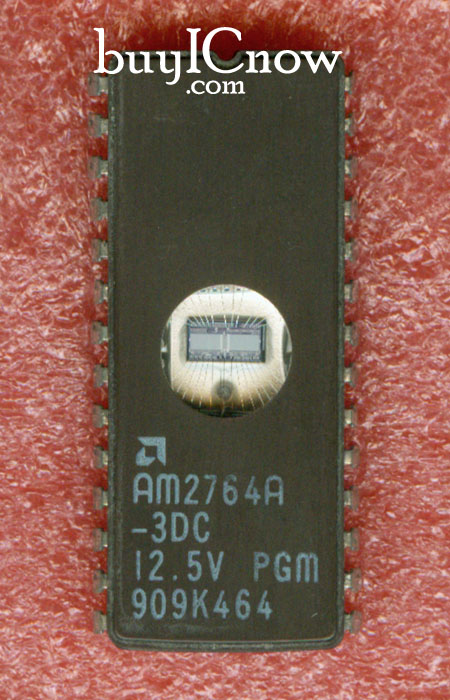 buyICnow
.com
AM2764A
-3DC
12.5V PGM
909K464